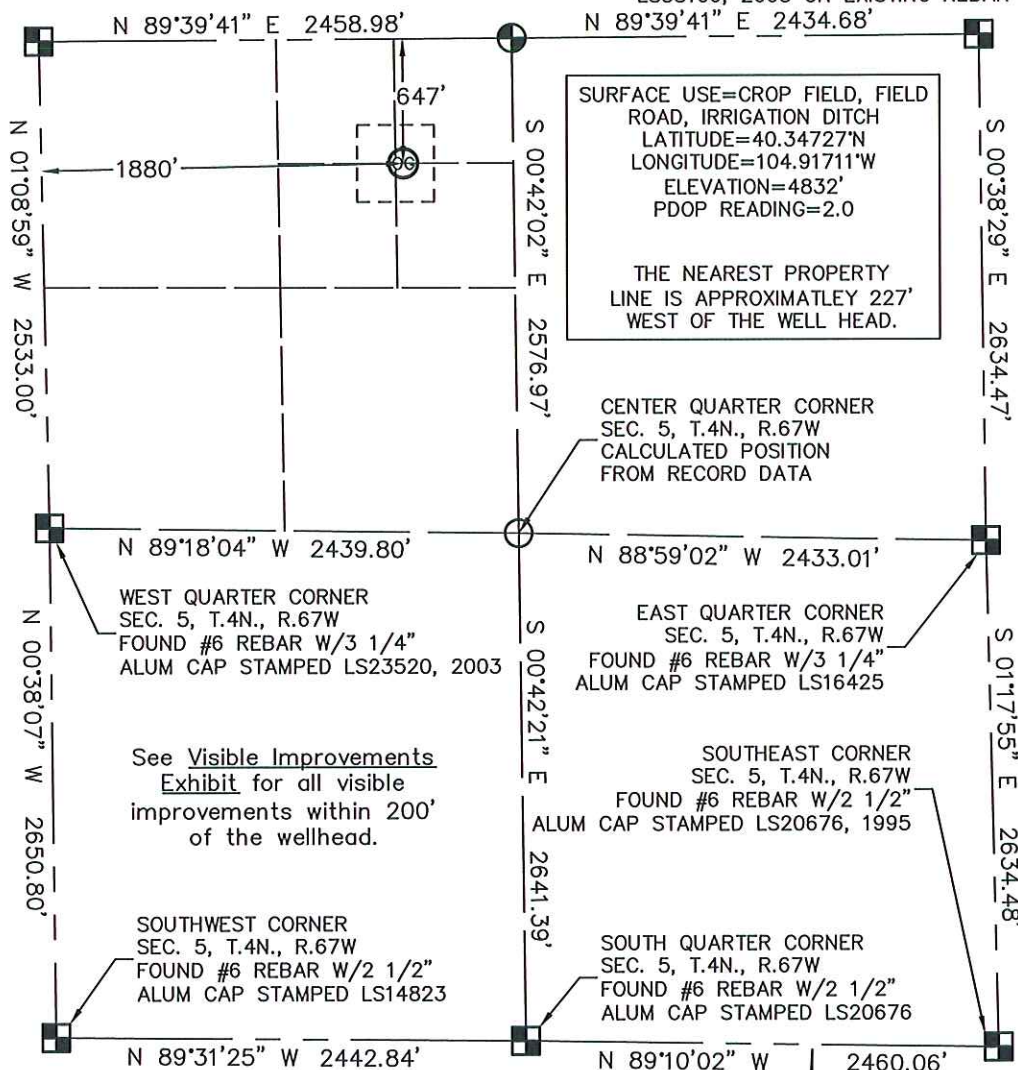 N 89°39'41" E 2458.98'
N 89°39'41" E 2434.68'
647'
1880'
SURFACE USE=CROP FIELD, FIELD
ROAD, IRRIGATION DITCH
LATITUDE=40.34727°N
LONGITUDE=104.91711°W
ELEVATION=4832'
PDOP READING=2.0
THE NEAREST PROPERTY
LINE IS APPROXIMATLEY 227'
WEST OF THE WELL HEAD.
N 01°08'59" W 2533.00'
S 00°42'02" E 2576.97'
S 00°38'29" E 2634.47'
CENTER QUARTER CORNER
SEC. 5, T.4N., R.67W
CALCULATED POSITION
FROM RECORD DATA
N 89°18'04" W 2439.80'
N 88°59'02" W 2433.01'
WEST QUARTER CORNER
SEC. 5, T.4N., R.67W
FOUND #6 REBAR W/3 1/4"
ALUM CAP STAMPED LS23520, 2003
EAST QUARTER CORNER
SEC. 5, T.4N., R.67W
FOUND #6 REBAR W/3 1/4"
ALUM CAP STAMPED LS16425
N 00°38'07" W 2650.80'
S 00°42'21" E 2641.39'
S 01°17'55" E 2634.48'
See Visible Improvements
Exhibit for all visible
improvements within 200'
of the wellhead.
SOUTHEAST CORNER
SEC. 5, T.4N., R.67W
FOUND #6 REBAR W/2 1/2"
ALUM CAP STAMPED LS20676, 1995
SOUTHWEST CORNER
SEC. 5, T.4N., R.67W
FOUND #6 REBAR W/2 1/2"
ALUM CAP STAMPED LS14823
SOUTH QUARTER CORNER
SEC. 5, T.4N., R.67W
FOUND #6 REBAR W/2 1/2"
ALUM CAP STAMPED LS20676
N 89°31'25" W 2442.84'
N 89°10'02" W 2460.06'